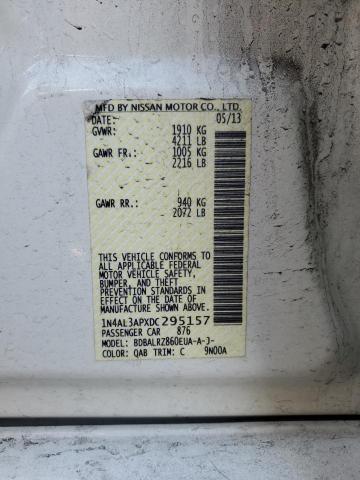 MFD BY NISSAN MOTOR CO., LTD.
DATE: 05/13
GVWR: 1910 KG
4211 LB
GAWR FR: 1005 KG
2216 LB
GAWR RR: 940 KG
2072 LB
THIS VEHICLE CONFORMS TO
ALL APPLICABLE FEDERAL
MOTOR VEHICLE SAFETY,
BUMPER, AND THEFT
PREVENTION STANDARDS
IN EFFECT ON THE DATE OF
MANUFACTURE SHOWN ABOVE.
1N4AL3APXDC295157
PASSENGER CAR 876
MODEL: BDBALRZ860EUA-A-J-
COLOR: QAB TRIM: C 9N00A